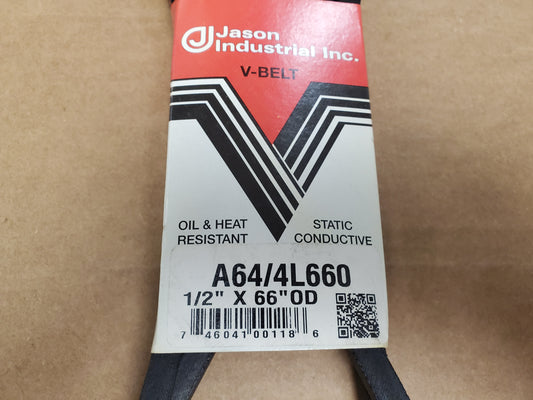 Jason
Industrial Inc.
V-BELT
OIL & HEAT
RESISTANT
STATIC
CONDUCTIVE
A64/4L660
1/2" X 66"OD
7 46041 00118 6